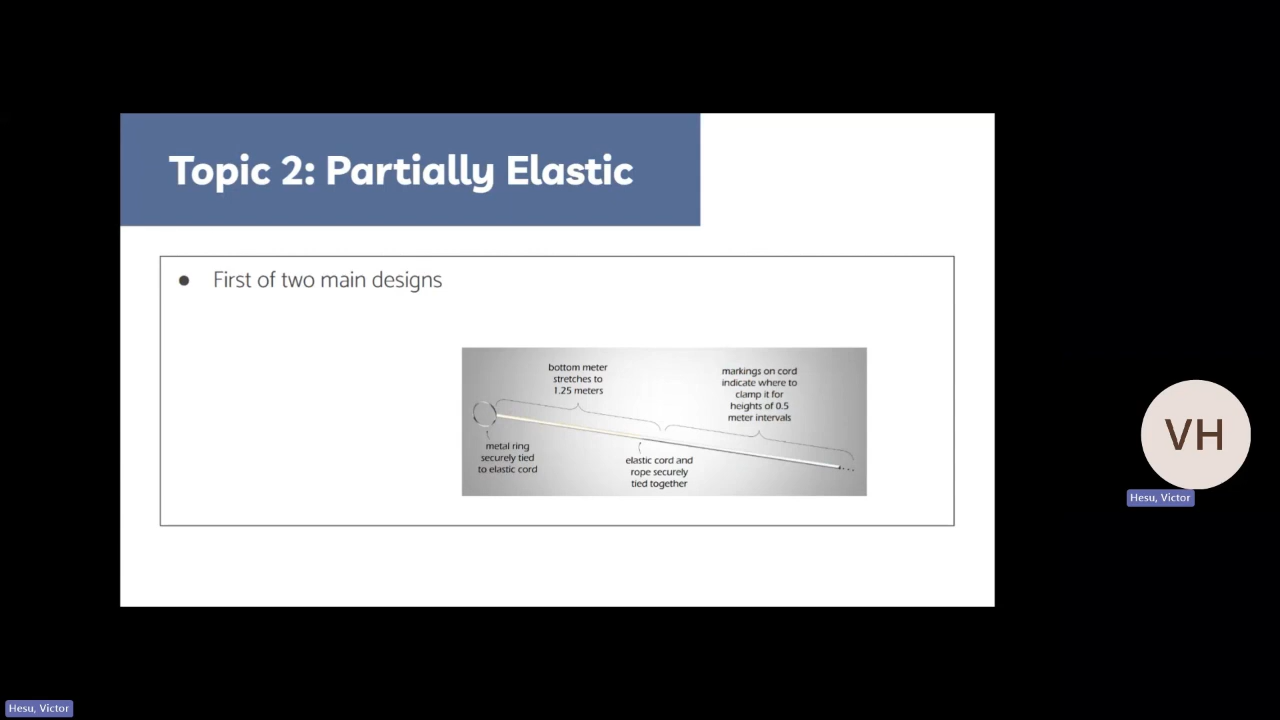 Topic 2: Partially Elastic
● First of two main designs
bottom meter
stretches to
1.25 meters
markings on cord
indicate where to
clamp it for
heights of 0.5
meter intervals
metal ring
securely tied
to elastic cord
elastic cord and
rope securely
tied together
VH
Hesu, Victor
Hesu, Victor